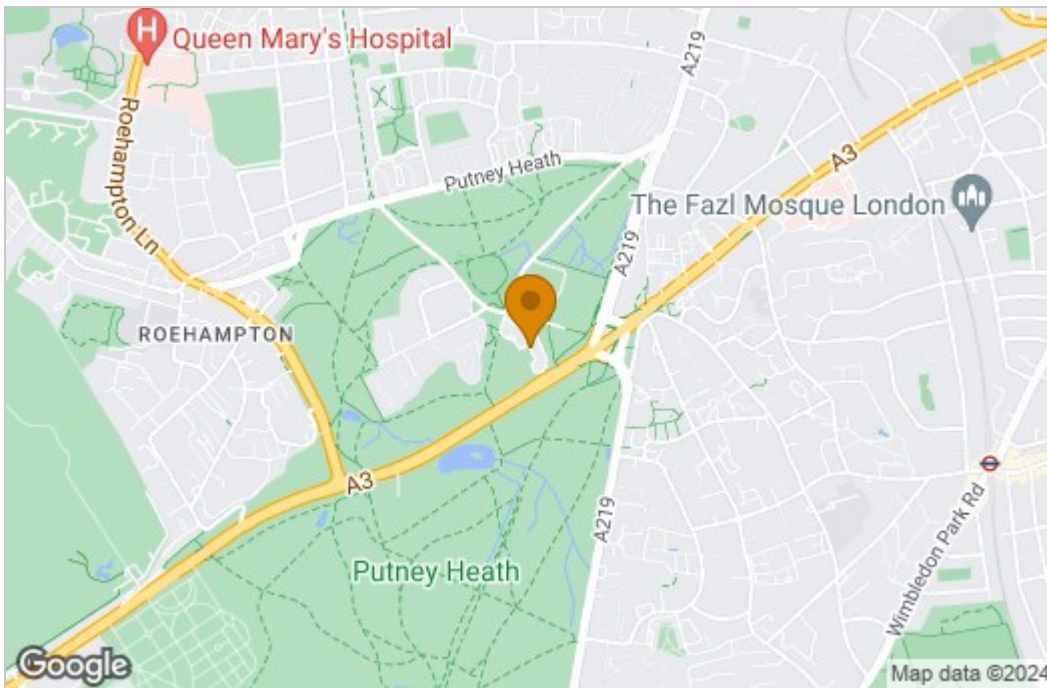 H
Queen Mary's Hospital
Roehampton Ln
A219
Putney Heath
A3
The Fazl Mosque London
A219
ROEHAMPTON
A3
A219
Wimbledon Park Rd
Putney Heath
Google
Map data ©2024